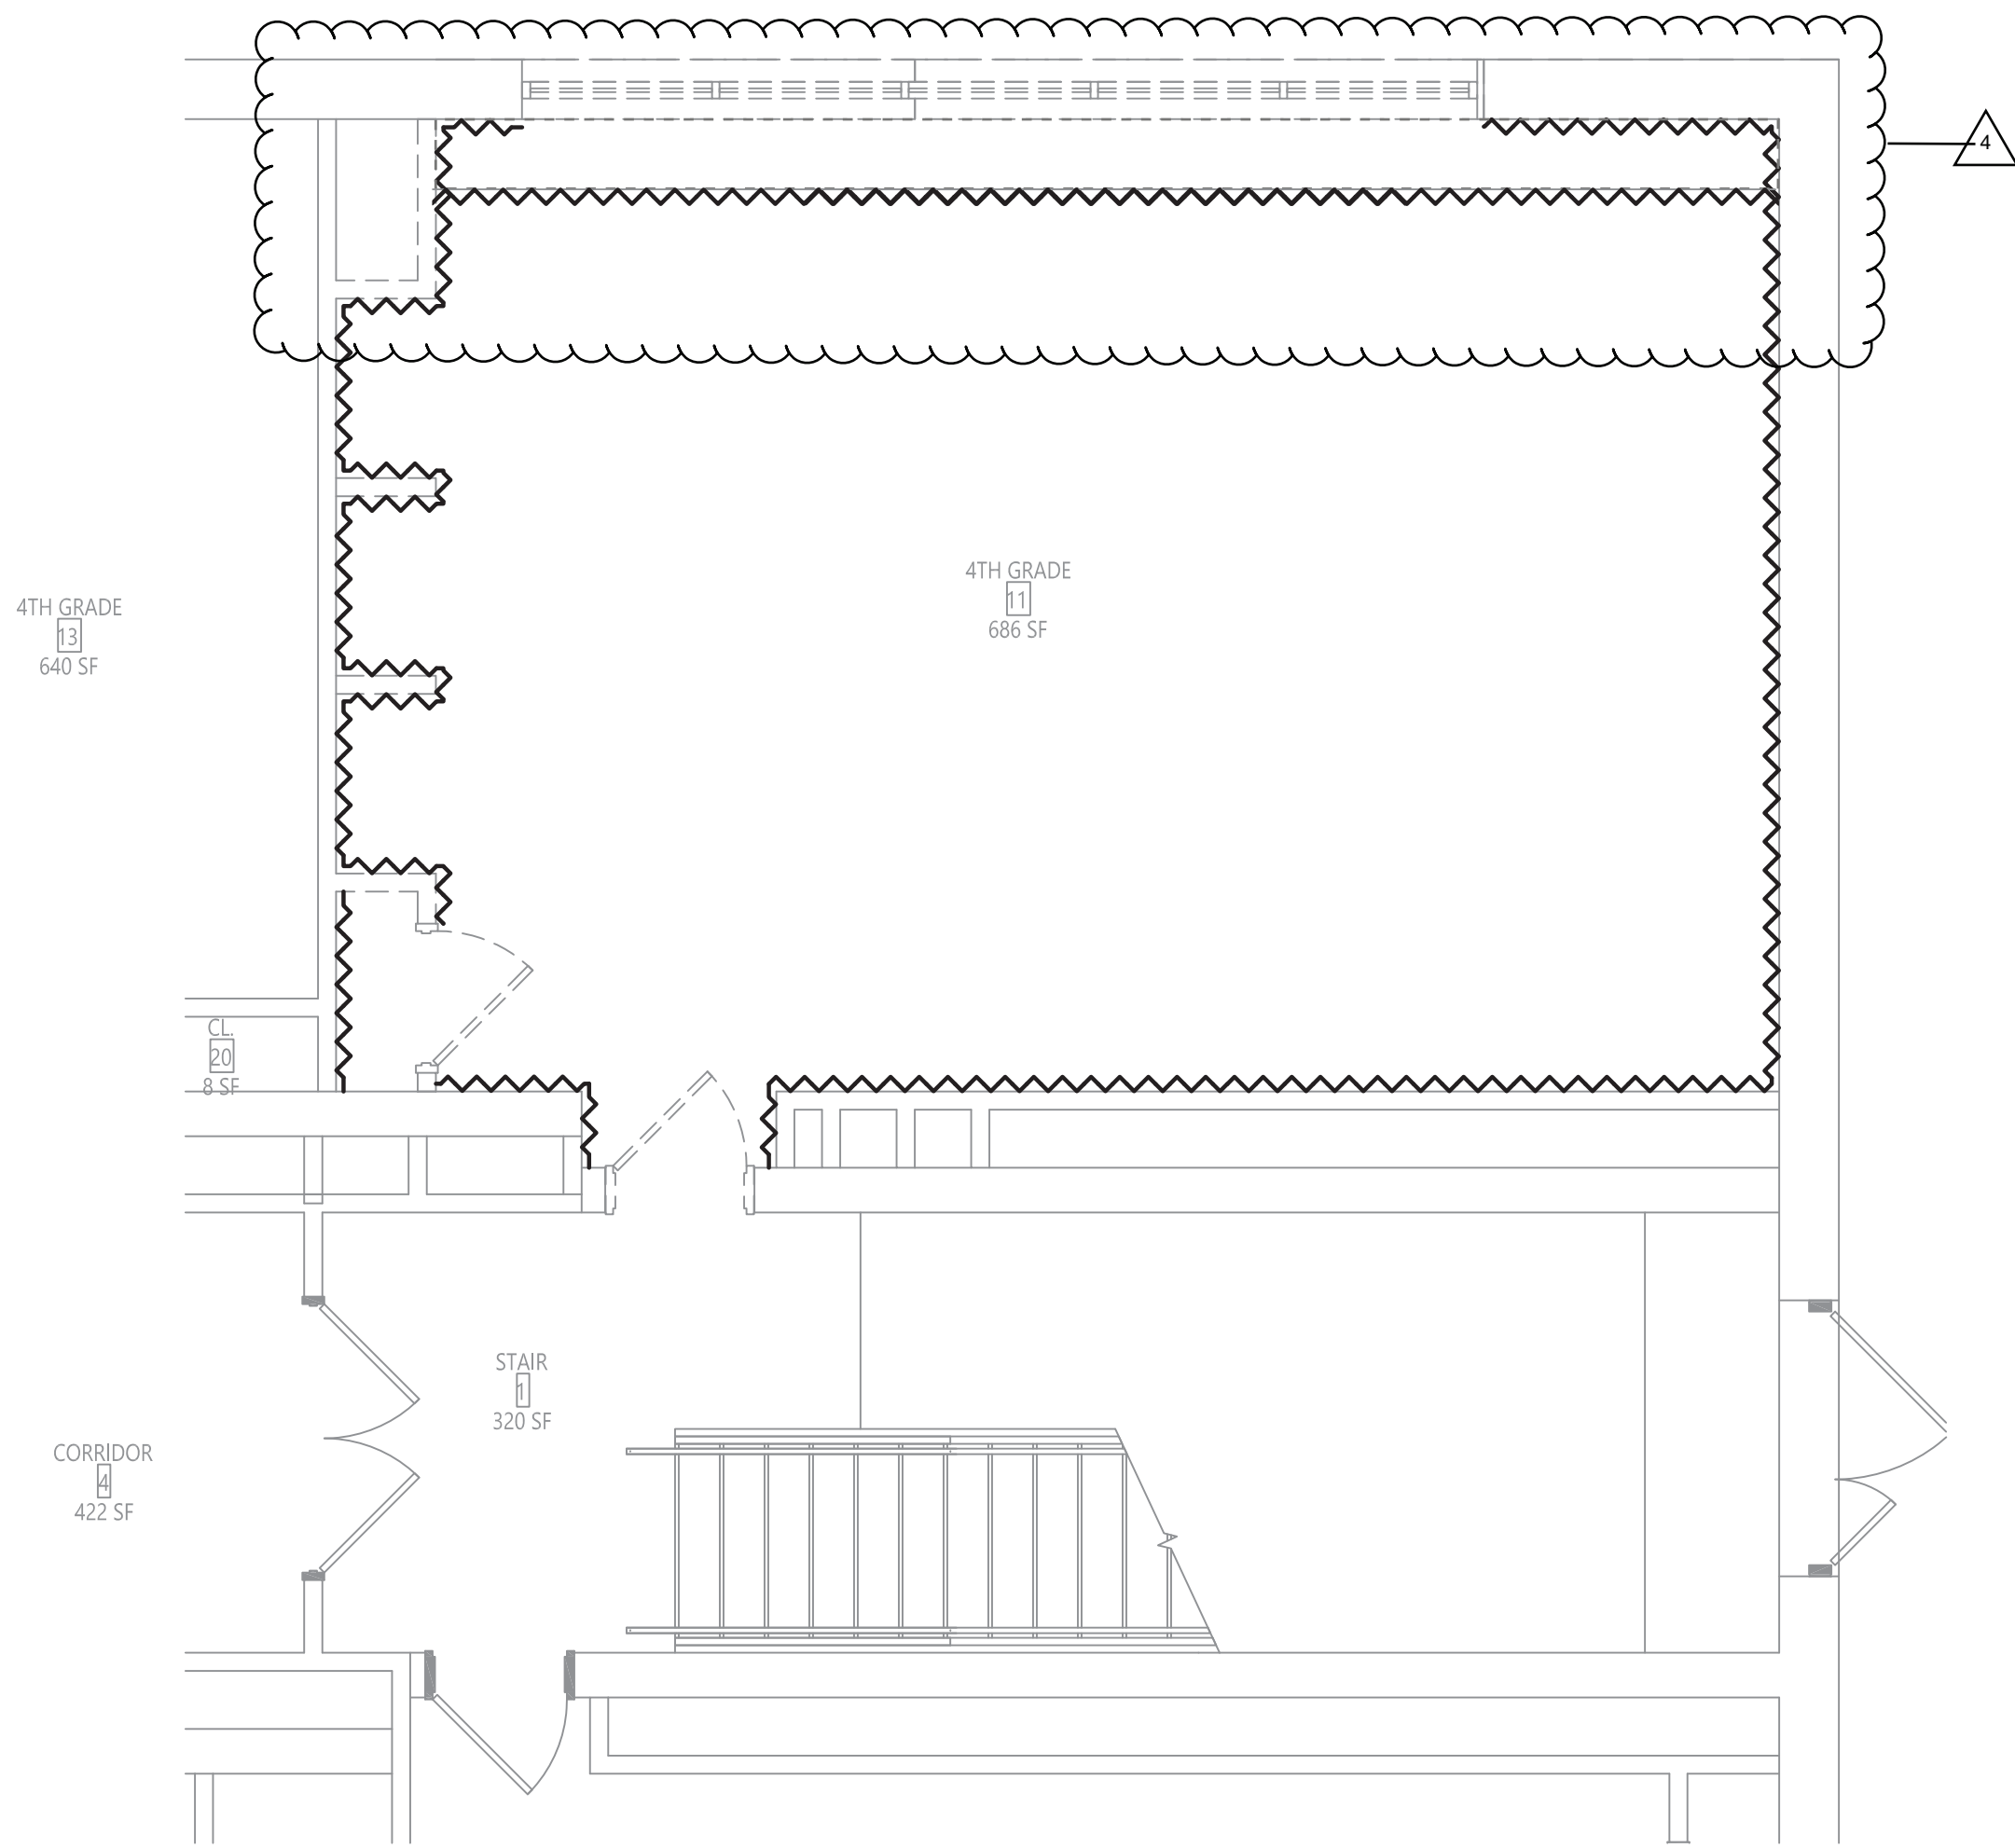 4
4TH GRADE
11
686 SF
4TH GRADE
13
640 SF
CL.
20
8 SF
STAIR
1
320 SF
CORRIDOR
4
422 SF